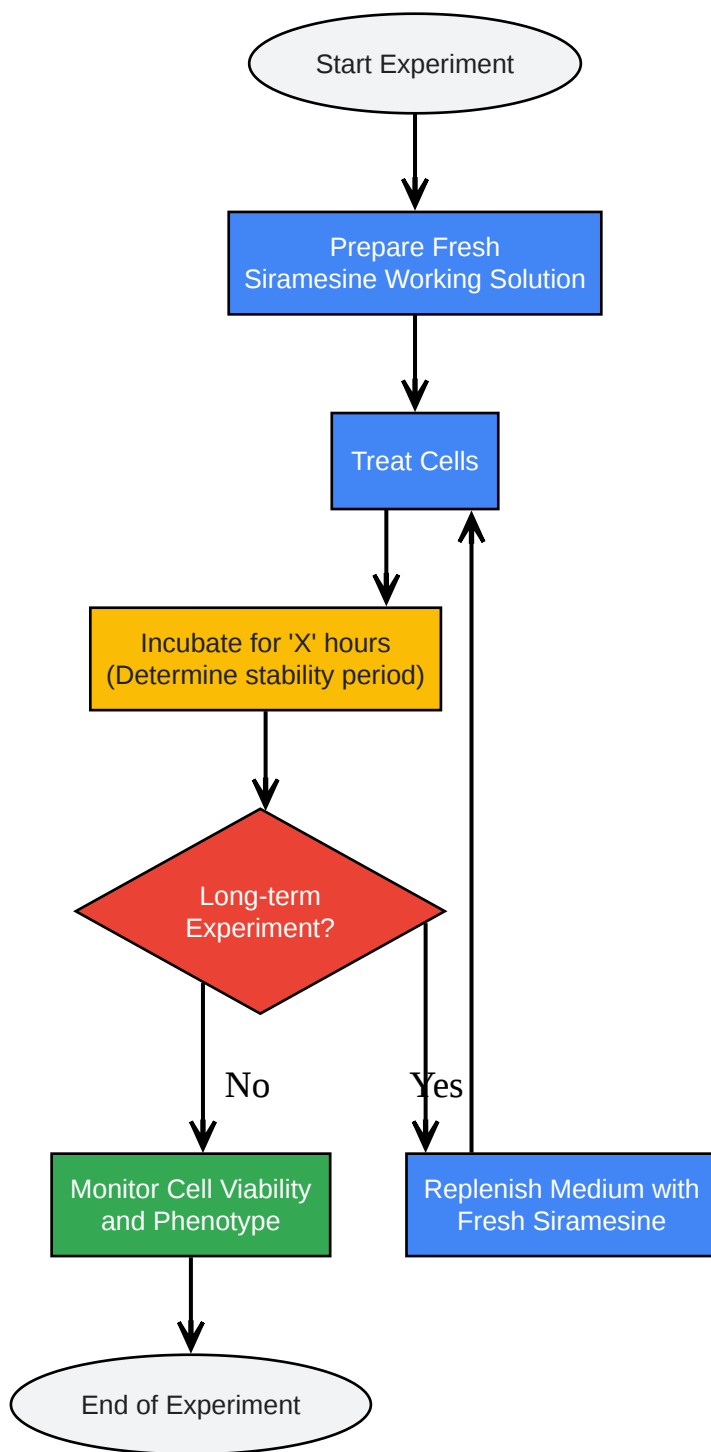 Start Experiment
Prepare Fresh
Siramesine Working Solution
Treat Cells
Incubate for 'X' hours
(Determine stability period)
Long-term
Experiment?
No
Yes
Monitor Cell Viability
and Phenotype
Replenish Medium with
Fresh Siramesine
End of Experiment